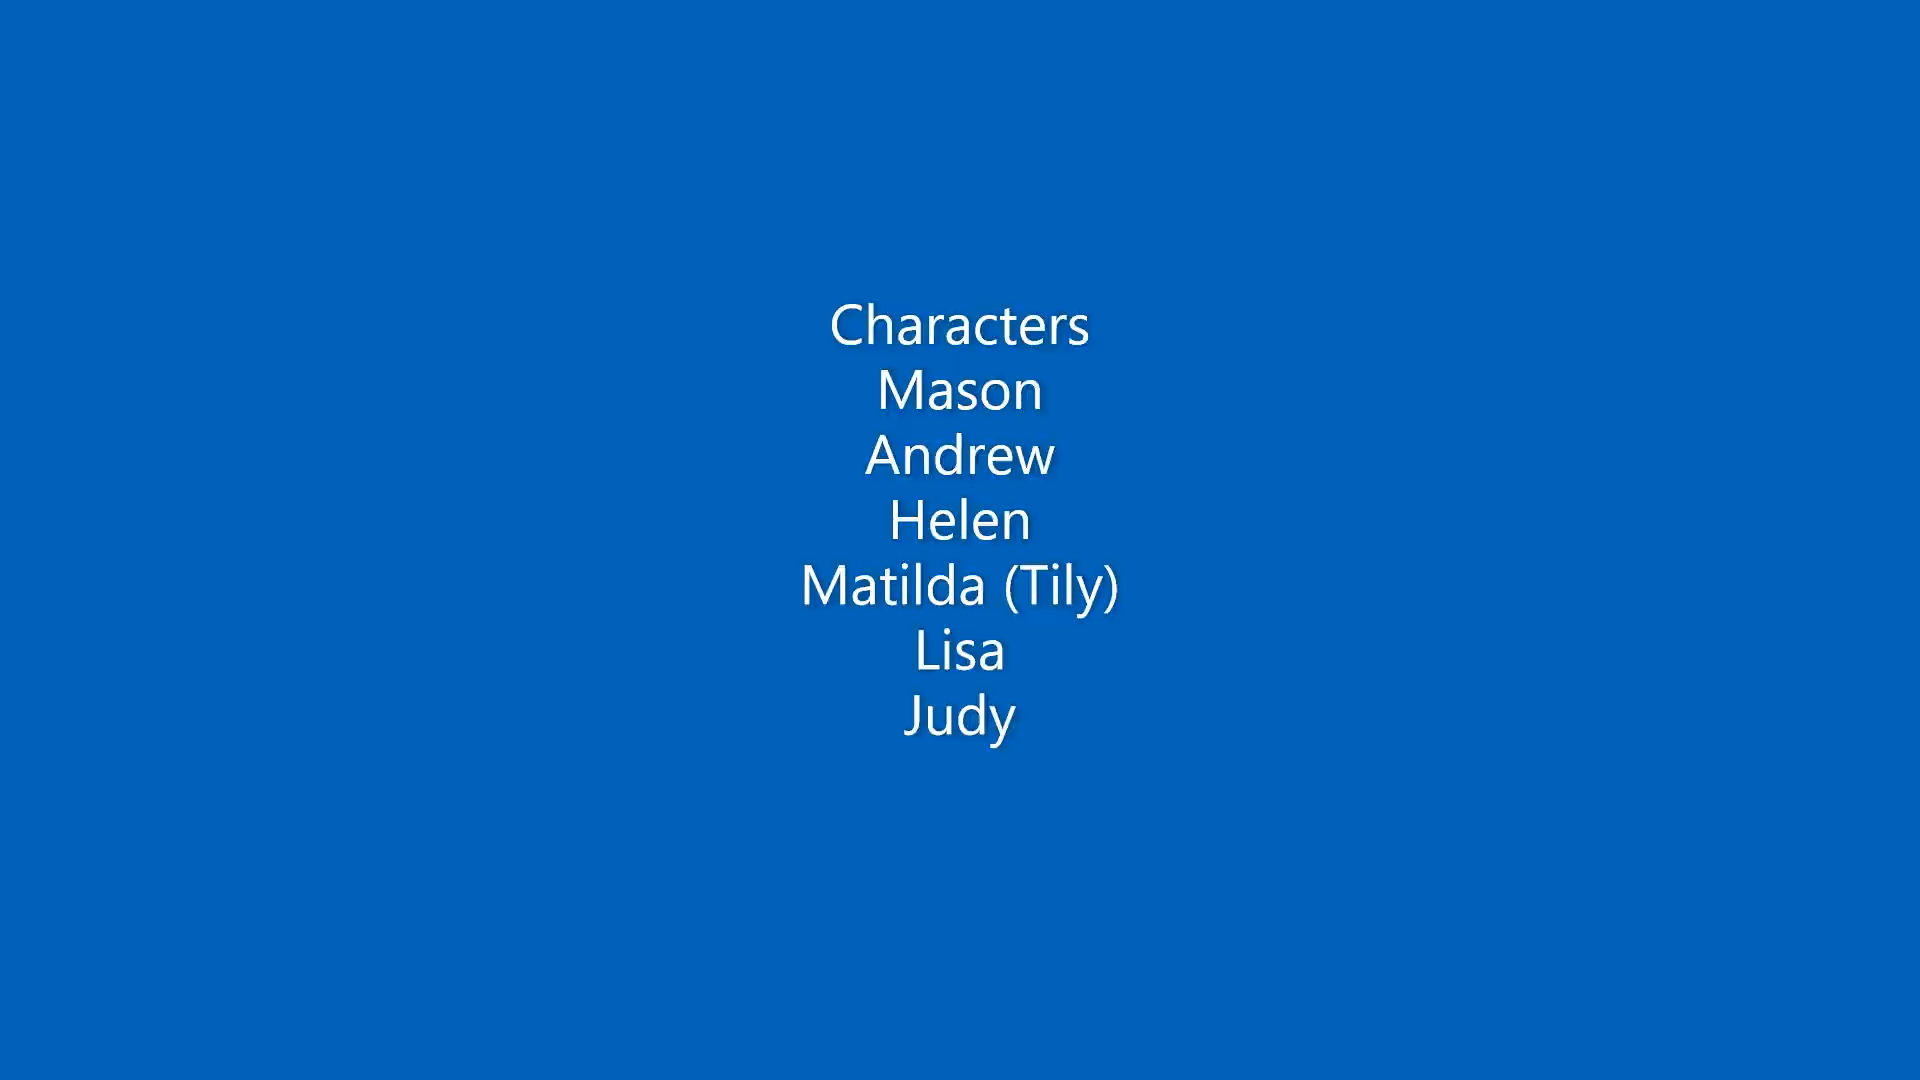 Characters
Mason
Andrew
Helen
Matilda (Tily)
Lisa
Judy